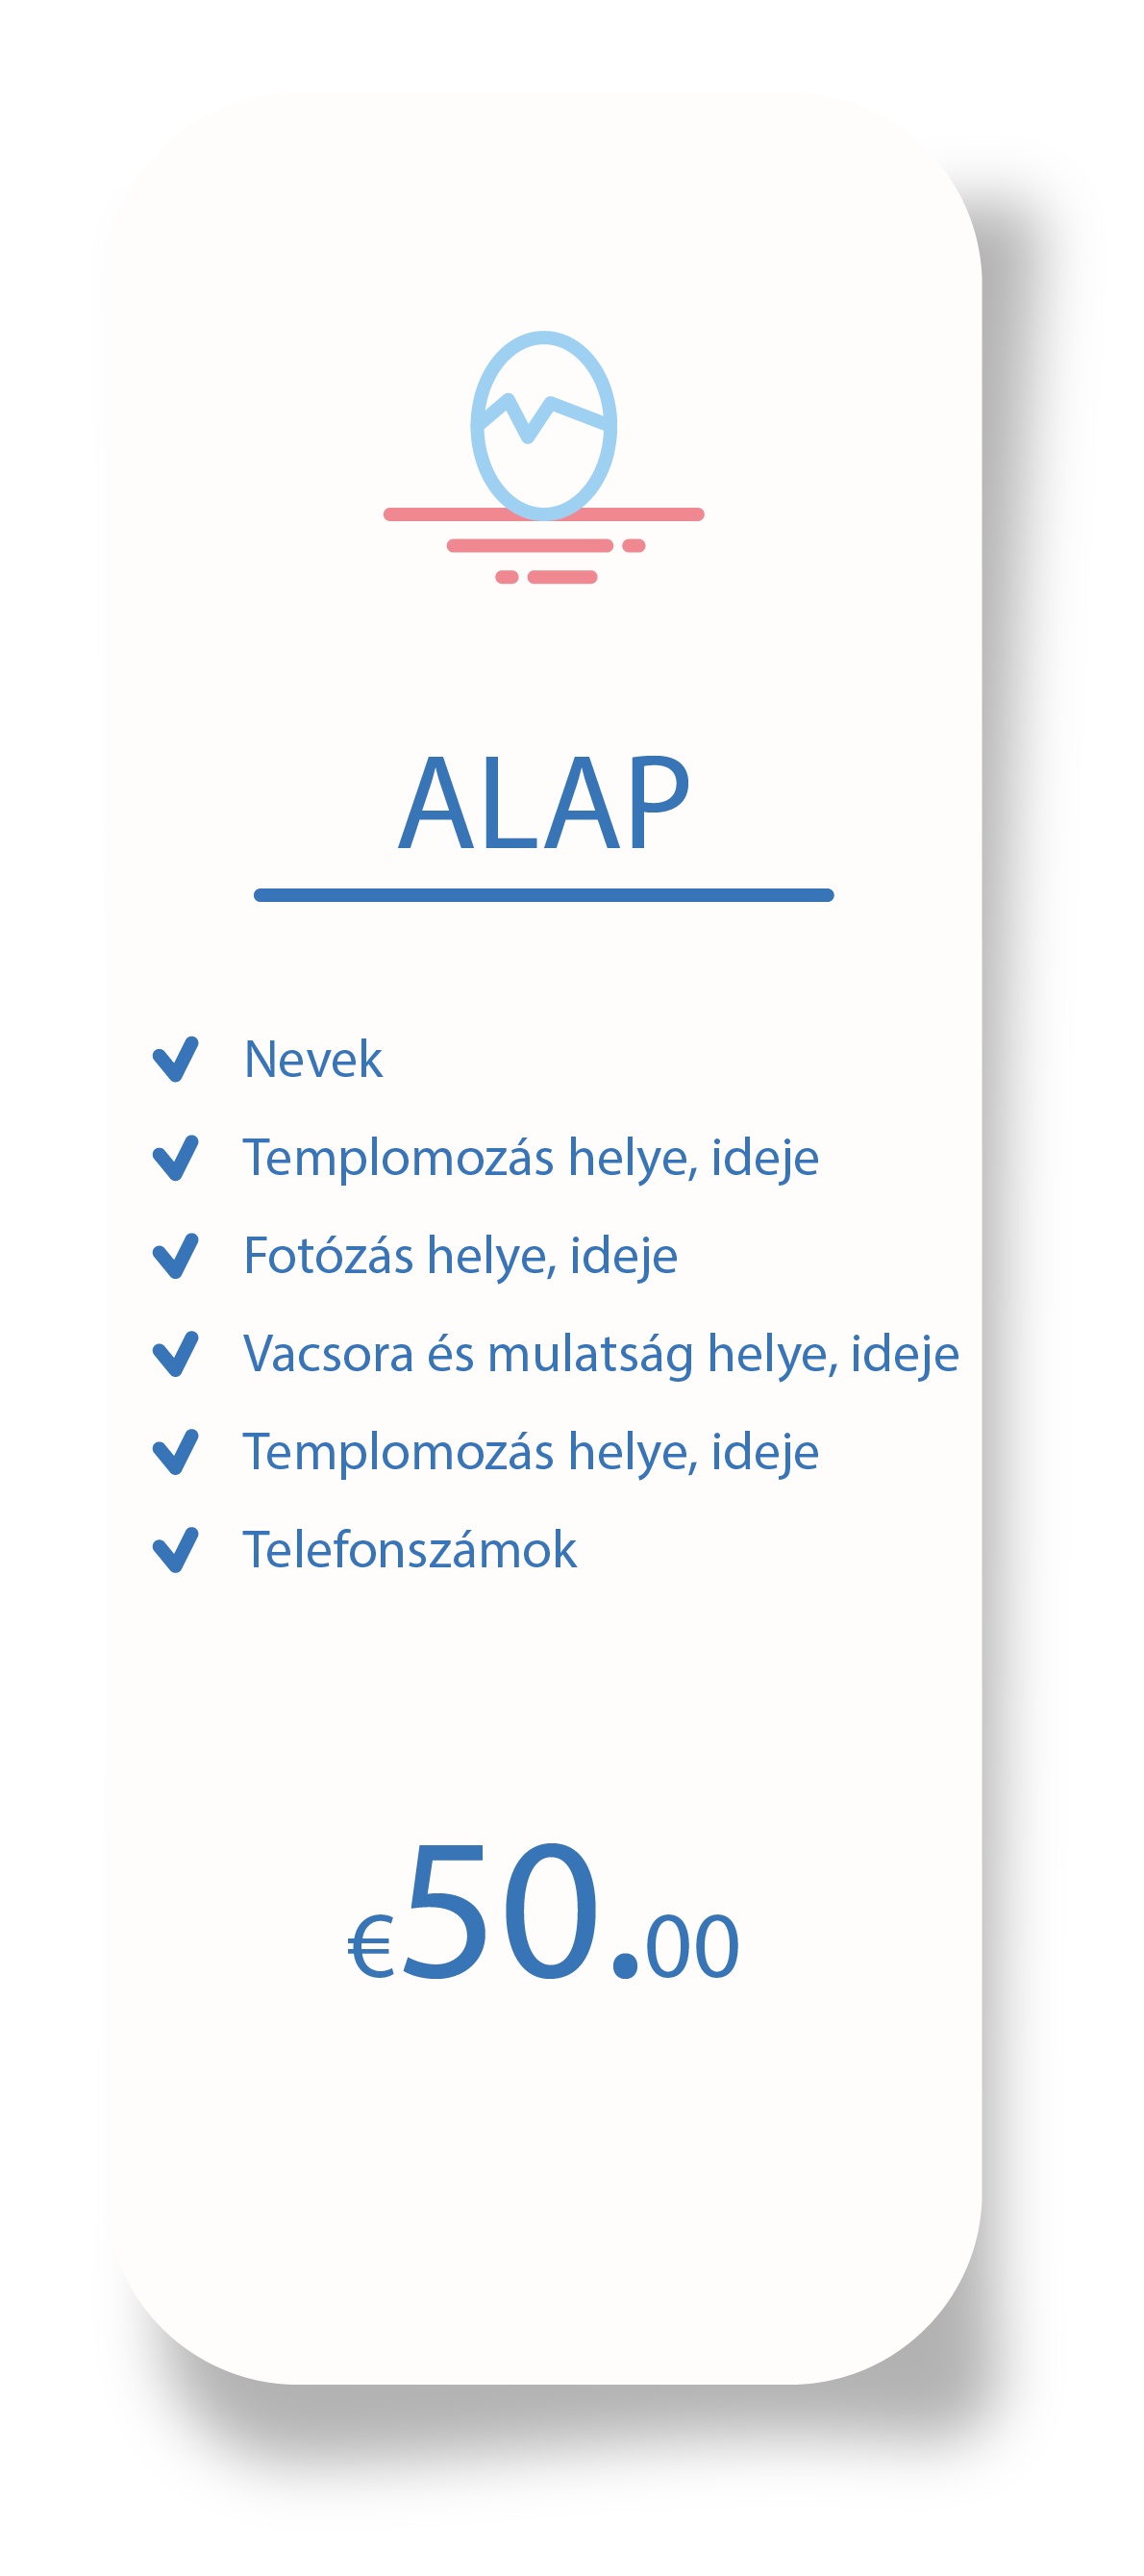 ALAP
Nevek
Templomozás helye, ideje
Fotózás helye, ideje
Vacsora és mulatság helye, ideje
Templomozás helye, ideje
Telefonszámok
€50.00